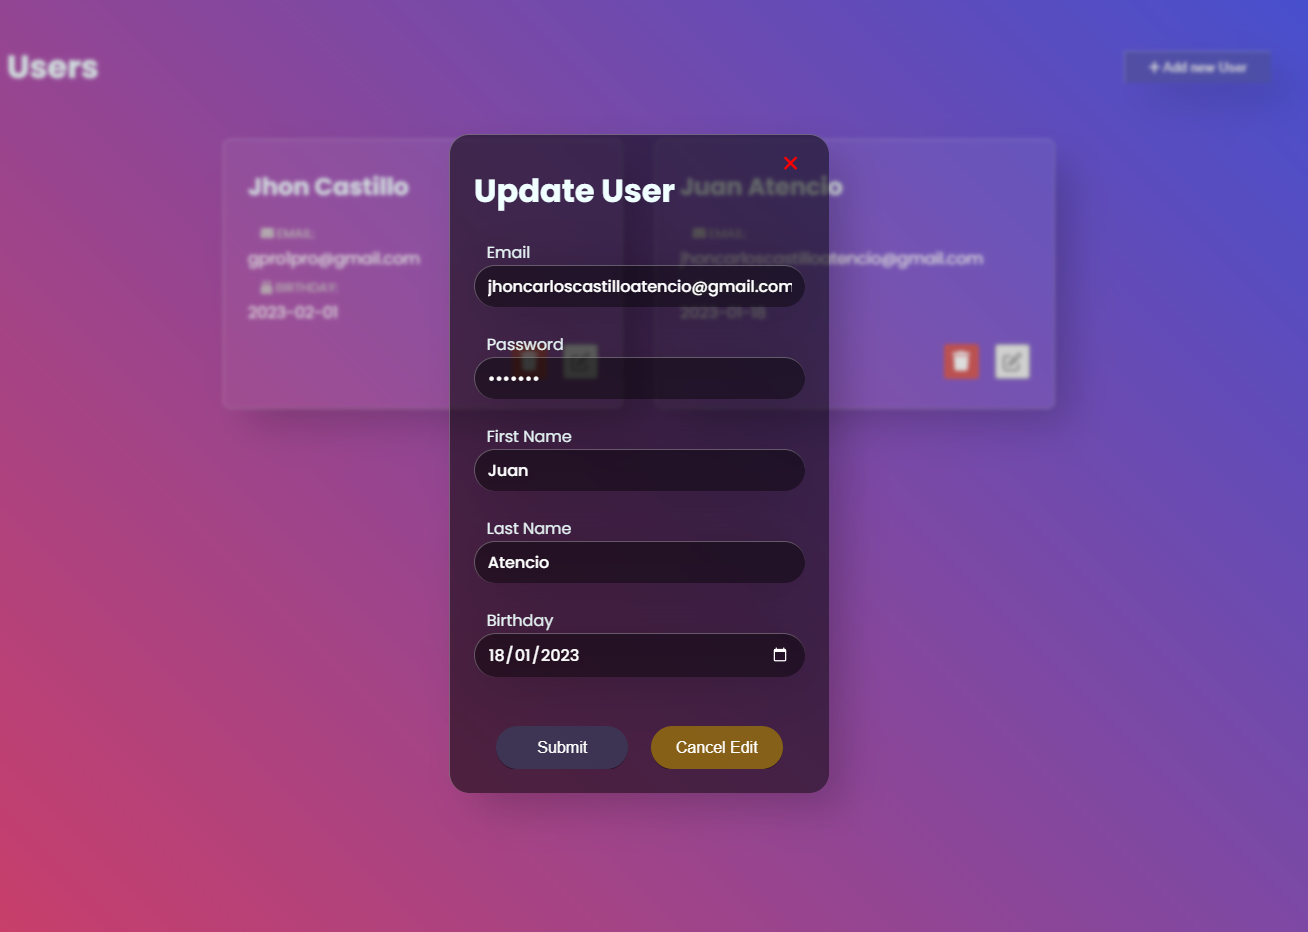 Users
+ Add new User
Jhon Castillo
EMAIL:
gpro1pro@gmail.com
BIRTHDAY:
2023-02-01
Juan Atencio
EMAIL:
jhoncarloscastilloatencio@gmail.com
2023-01-18
Update User
Email
jhoncarloscastilloatencio@gmail.com
Password
•••••••
First Name
Juan
Last Name
Atencio
Birthday
18/01/2023
Submit
Cancel Edit